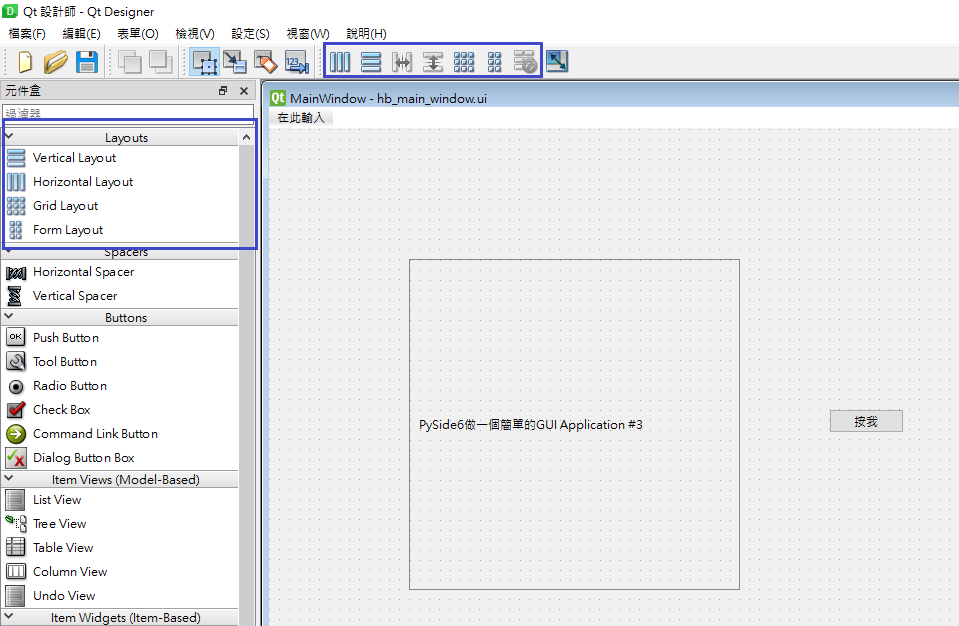 Qt 設計師 - Qt Designer
檔案(F) 編輯(E) 表單(O) 檢視(V) 設定(S) 視窗(W) 說明(H)
123
元件盒
過濾器
Layouts
Vertical Layout
Horizontal Layout
Grid Layout
Form Layout
Spacers
Horizontal Spacer
Vertical Spacer
Buttons
OK Push Button
Tool Button
Radio Button
Check Box
Command Link Button
Dialog Button Box
Item Views (Model-Based)
List View
Tree View
Table View
Column View
Undo View
Item Widgets (Item-Based)
Qt MainWindow - hb_main_window.ui
在此輸入
PySide6做一個簡單的GUI Application #3
按我